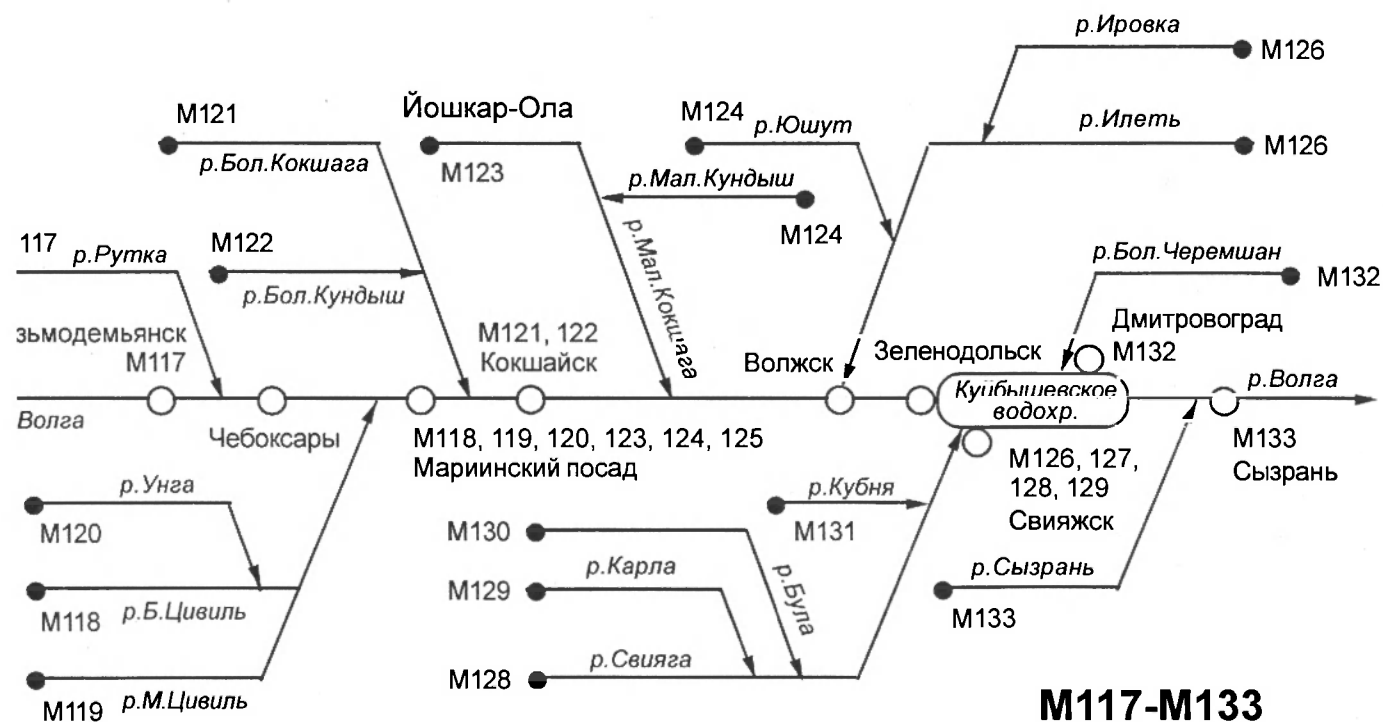 р.Ировка
М126
М121
Йошкар-Ола
М124
р.Юшут
р.Илеть
М126
р.Бол.Кокшага
М123
р.Мал.Кундыш
М124
117
р.Рутка
М122
р.Бол.Кундыш
р.Мал.Кокшяга
р.Бол.Черемшан
М132
зьмодемьянск
М117
М121, 122
Кокшайск
Волжск
Зеленодольск
Дмитровоград
М132
Куйбышевское
водохр.
р.Волга
Волга
Чебоксары
М118, 119, 120, 123, 124, 125
Мариинский посад
М126, 127,
128, 129
Свияжск
М133
Сызрань
р.Унга
М120
р.Кубня
М131
М130
р.Карла
М129
р.Була
р.Сызрань
М133
М118
р.Б.Цивиль
р.Свияга
М128
М119
р.М.Цивиль
М117-М133